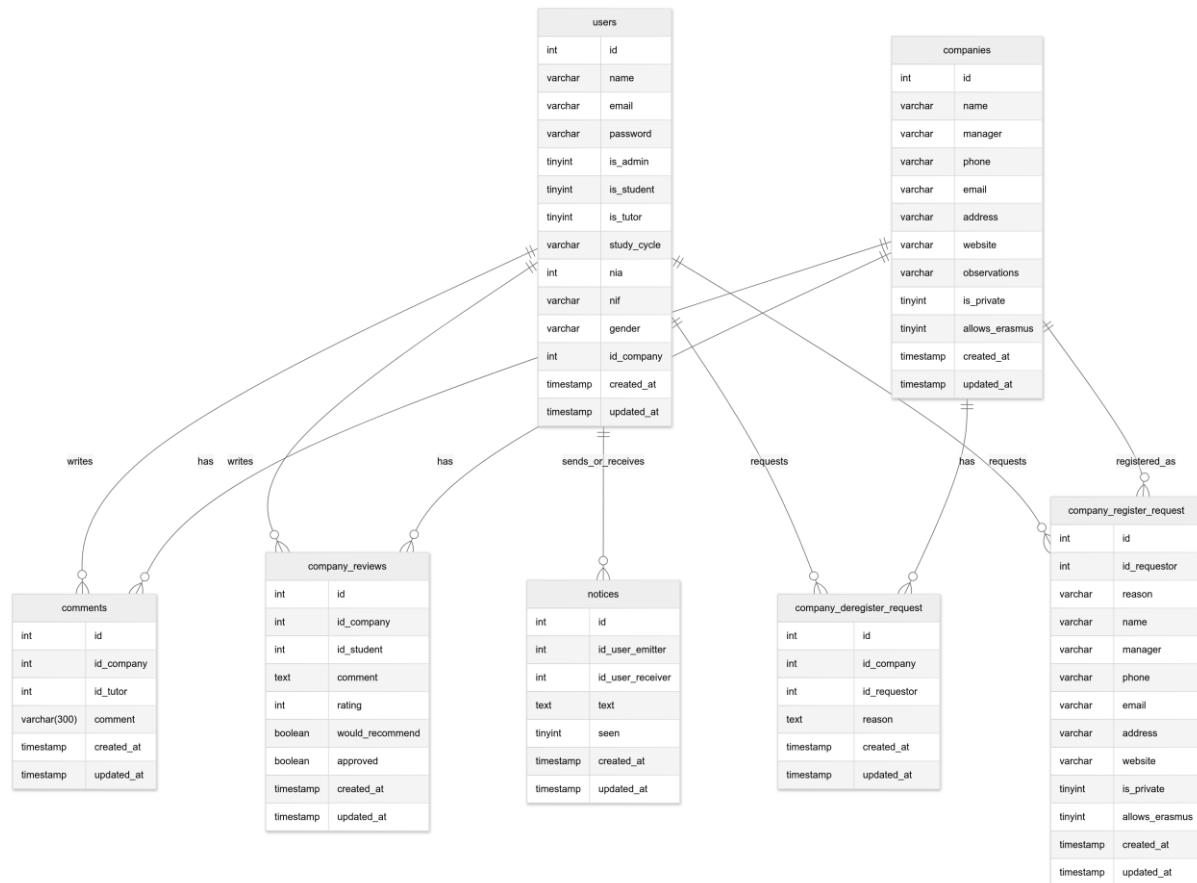 users
int id
varchar name
varchar email
varchar password
tinyint is_admin
tinyint is_student
tinyint is_tutor
varchar study_cycle
int nia
varchar nif
varchar gender
int id_company
timestamp created_at
timestamp updated_at
companies
int id
varchar name
varchar manager
varchar phone
varchar email
varchar address
varchar website
varchar observations
tinyint is_private
tinyint allows_erasmus
timestamp created_at
timestamp updated_at
writes
has
writes
has
sends_or_receives
requests
has
requests
registered_as
comments
int id
int id_company
int id_tutor
varchar(300) comment
timestamp created_at
timestamp updated_at
company_reviews
int id
int id_company
int id_student
text comment
int rating
boolean would_recommend
boolean approved
timestamp created_at
timestamp updated_at
notices
int id
int id_user_emitter
int id_user_receiver
text text
tinyint seen
timestamp created_at
timestamp updated_at
company_deregister_request
int id
int id_company
int id_requestor
text reason
timestamp created_at
timestamp updated_at
company_register_request
int id
int id_requestor
varchar reason
varchar name
varchar manager
varchar phone
varchar email
varchar address
varchar website
tinyint is_private
tinyint allows_erasmus
timestamp created_at
timestamp updated_at